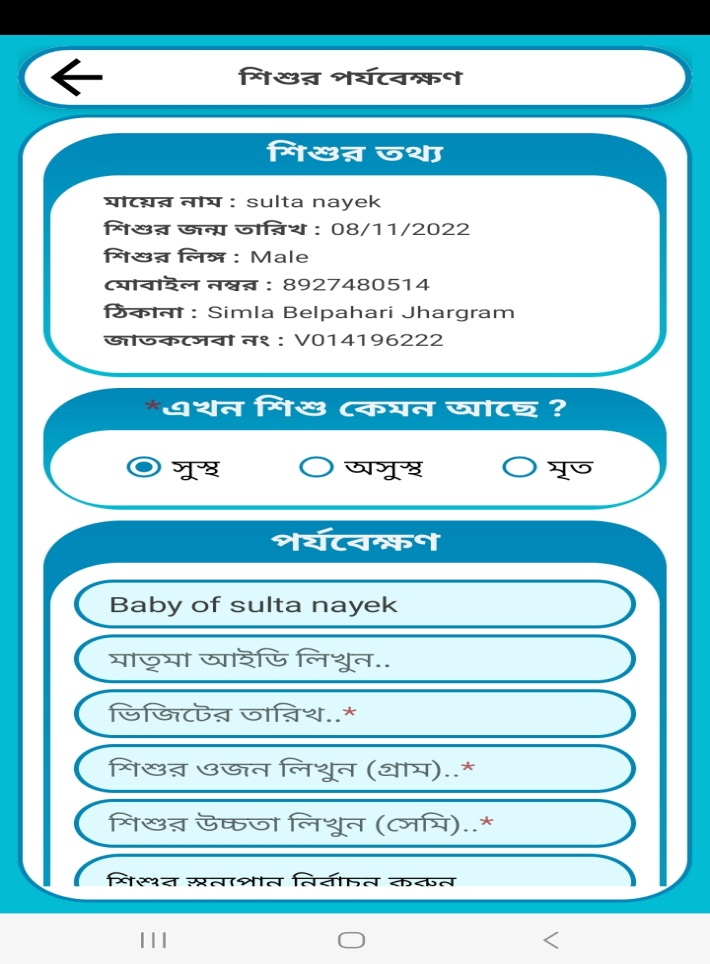 শিশুর পর্যবেক্ষণ
শিশুর তথ্য
মায়ের নাম : sulta nayek
শিশুর জন্ম তারিখ : 08/11/2022
শিশুর লিঙ্গ : Male
মোবাইল নম্বর : 8927480514
ঠিকানা : Simla Belpahari Jhargram
জাতকসেবা নং : V014196222
*এখন শিশু কেমন আছে ?
সুস্থ অসুস্থ মৃত
পর্যবেক্ষণ
Baby of sulta nayek
মাতৃমা আইডি লিখুন..
ভিজিটের তারিখ..*
শিশুর ওজন লিখুন (গ্রাম)..*
শিশুর উচ্চতা লিখুন (সেমি)..*
শিশুর স্তন্যপান নির্বাচন করুন